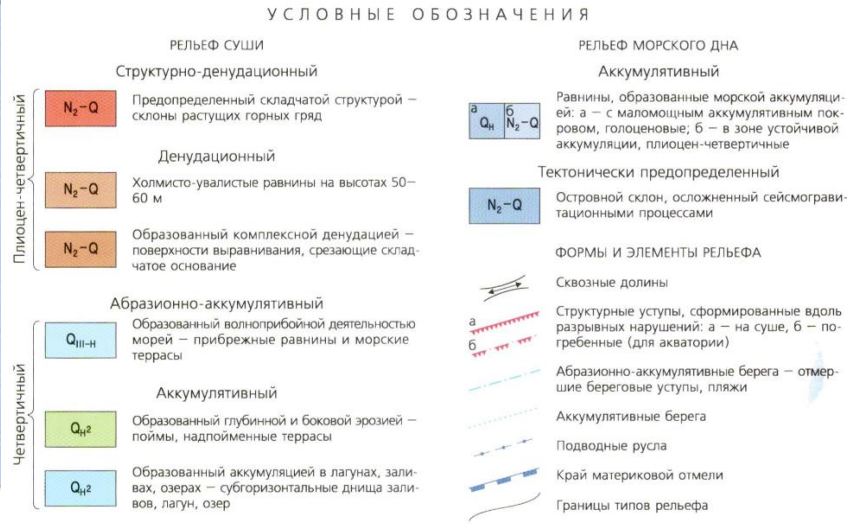 УСЛОВНЫЕ ОБОЗНАЧЕНИЯ
РЕЛЬЕФ СУШИ
Структурно-денудационный
Плиоцен-четвертичный
N₂–Q
Предопределенный складчатой структурой –
склоны растущих горных гряд
Денудационный
N₂–Q
Холмисто-увалистые равнины на высотах 50–
60 м
N₂–Q
Образованный комплексной денудацией –
поверхности выравнивания, срезающие склад-
чатое основание
Абразионно-аккумулятивный
Четвертичный
QIII–H
Образованный волноприбойной деятельностью
морей – прибрежные равнины и морские
террасы
Аккумулятивный
QH²
Образованный глубинной и боковой эрозией –
поймы, надпойменные террасы
QH²
Образованный аккумуляцией в лагунах, зали-
вах, озерах – субгоризонтальные днища зали-
вов, лагун, озер
РЕЛЬЕФ МОРСКОГО ДНА
Аккумулятивный
а QH б N₂–Q
Равнины, образованные морской аккумуляци-
ей: а – с маломощным аккумулятивным пок-
ровом, голоценовые; б – в зоне устойчивой
аккумуляции, плиоцен-четвертичные
Тектонически предопределенный
N₂–Q
Островной склон, осложненный сейсмограви-
тационными процессами
ФОРМЫ И ЭЛЕМЕНТЫ РЕЛЬЕФА
Сквозные долины
а
б
Структурные уступы, сформированные вдоль
разрывных нарушений: а – на суше, б – по-
гребенные (для акватории)
Абразионно-аккумулятивные берега – отмер-
шие береговые уступы, пляжи
Аккумулятивные берега
Подводные русла
Край материковой отмели
Границы типов рельефа